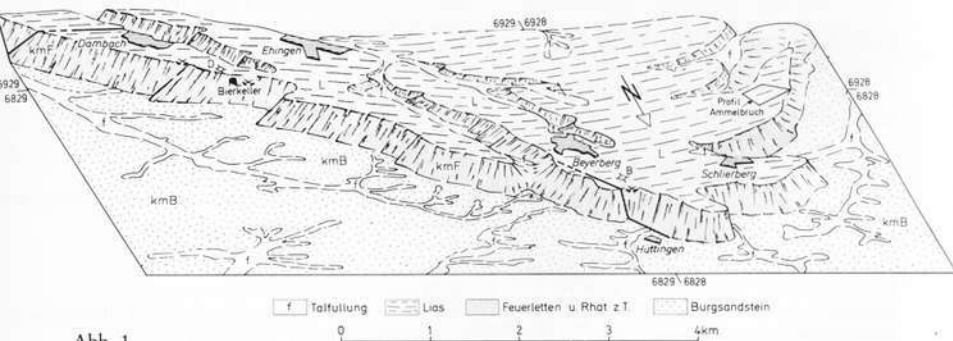 6929 6928
kmF
Dambach
Ehingen
f
D
Bierkeller
L
L
N
Profil
Ammelbruch
6928
6828
6929
6829
L
L
kmB
kmF
Beyerberg
B
Schlierberg
kmB
kmB
f
f
Hüttingen
6829 6828
f Talfüllung Lias Feuerletten u. Rhät z.T. Burgsandstein
0 1 2 3 4km
Abb. 1